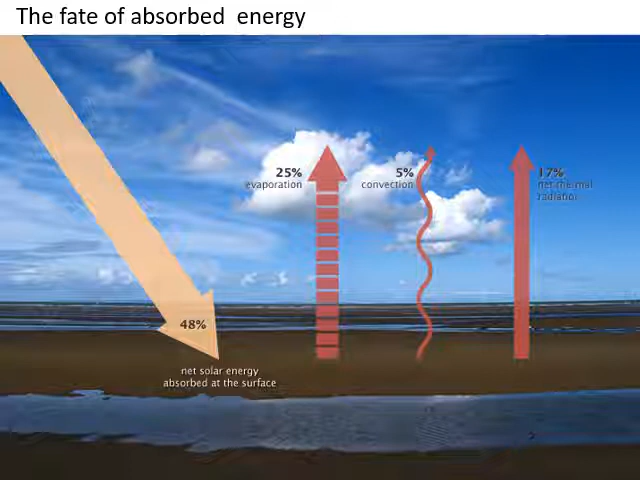 The fate of absorbed  energy
25%
evaporation
5%
convection
17%
net thermal
radiation
48%
net solar energy
absorbed at the surface